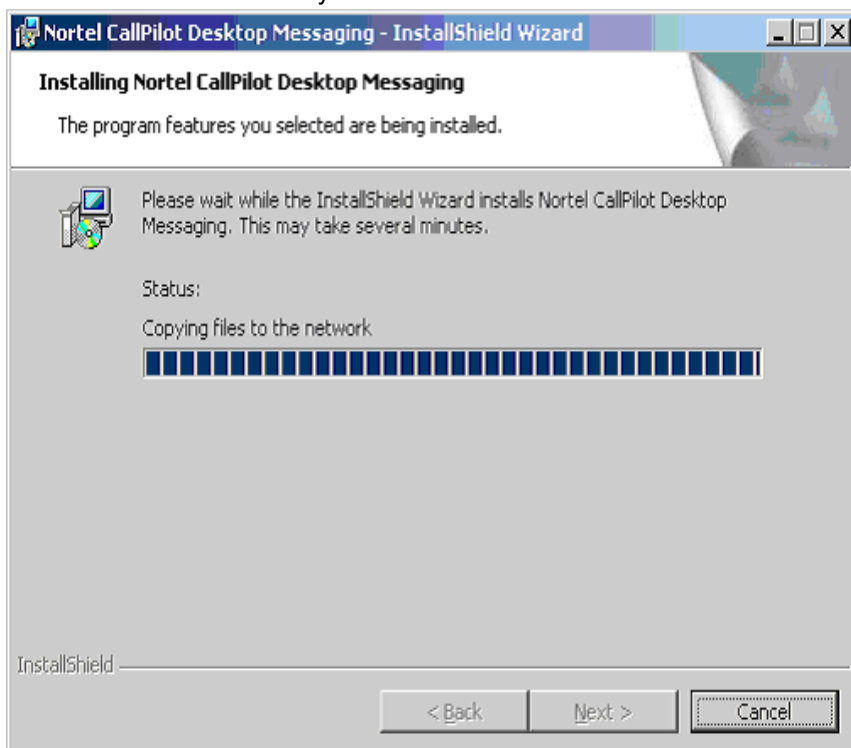 Nortel CallPilot Desktop Messaging - InstallShield Wizard
Installing Nortel CallPilot Desktop Messaging
The program features you selected are being installed.
Please wait while the InstallShield Wizard installs Nortel CallPilot Desktop
Messaging. This may take several minutes.
Status:
Copying files to the network
InstallShield
< Back
Next >
Cancel